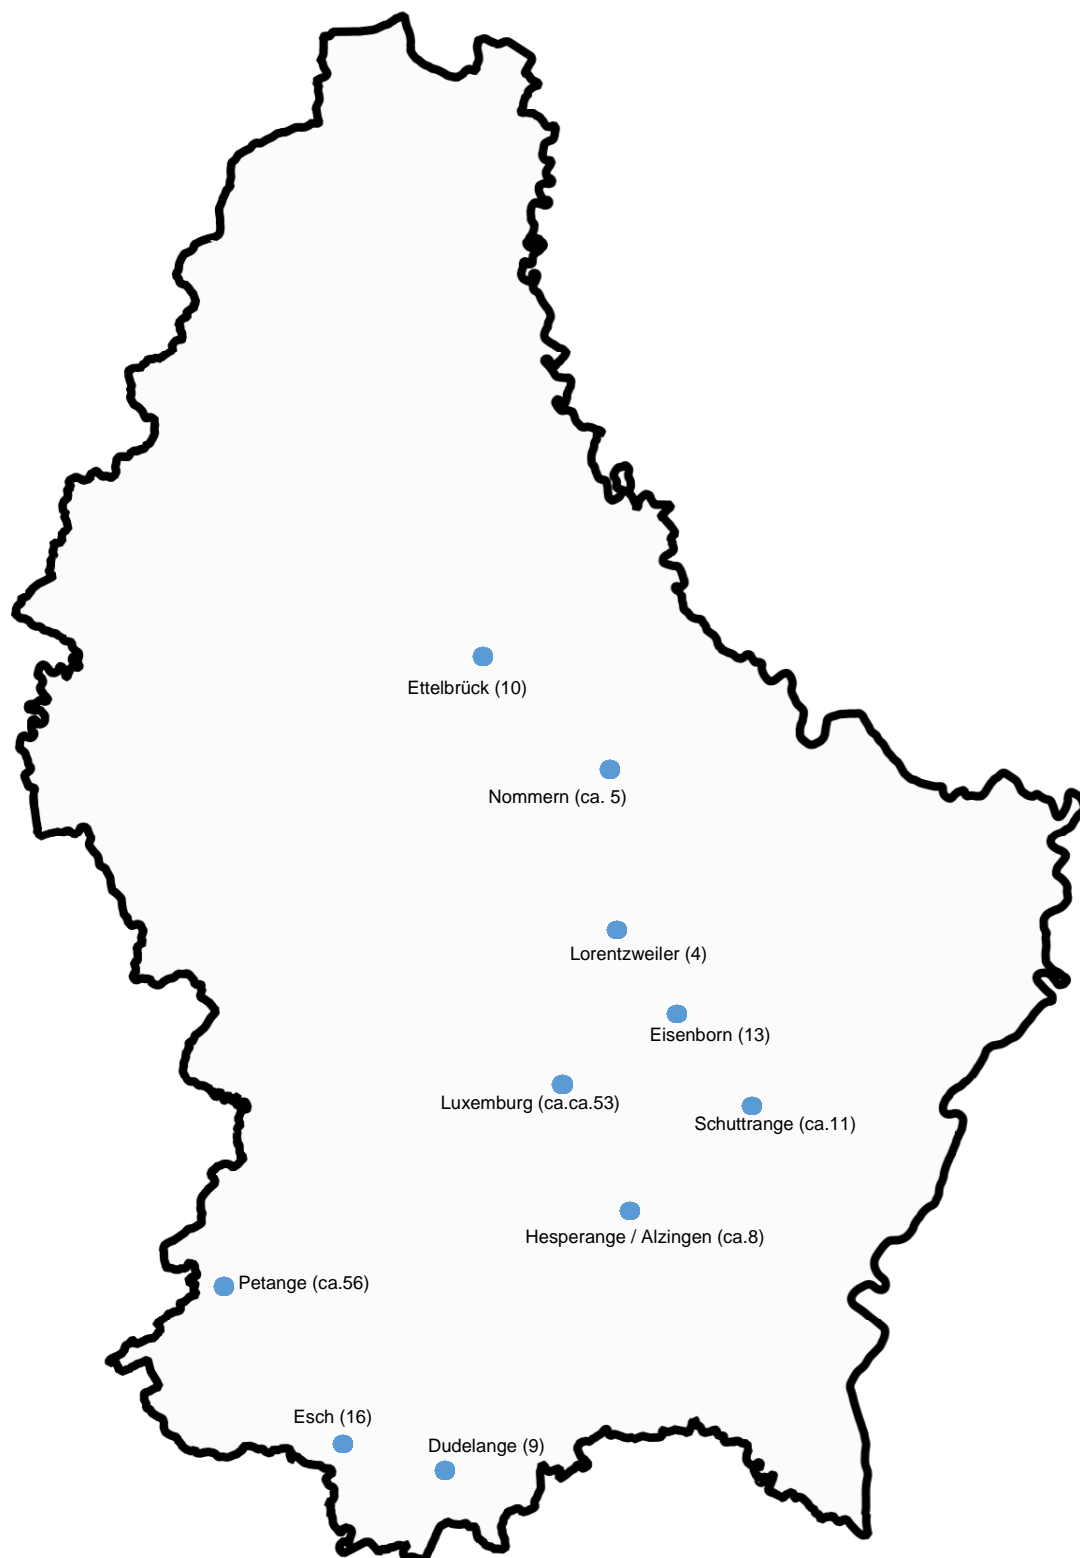 Ettelbrück (10)
Nommern (ca. 5)
Lorentzweiler (4)
Eisenborn (13)
Luxemburg (ca.ca.53)
Schuttrange (ca.11)
Hesperange / Alzingen (ca.8)
Petange (ca.56)
Esch (16)
Dudelange (9)